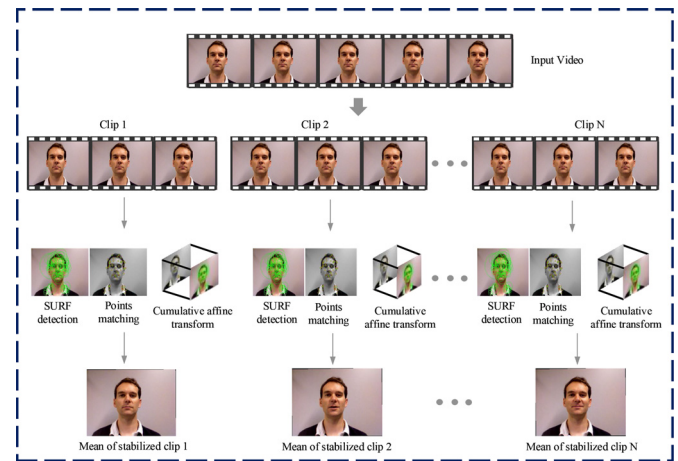 Input Video
Clip 1
Clip 2
Clip N
SURF
detection
Points
matching
Cumulative affine
transform
SURF
detection
Points
matching
Cumulative
affine transform
SURF
detection
Points
matching
Cumulative
affine transform
Mean of stabilized clip 1
Mean of stabilized clip 2
Mean of stabilized clip N